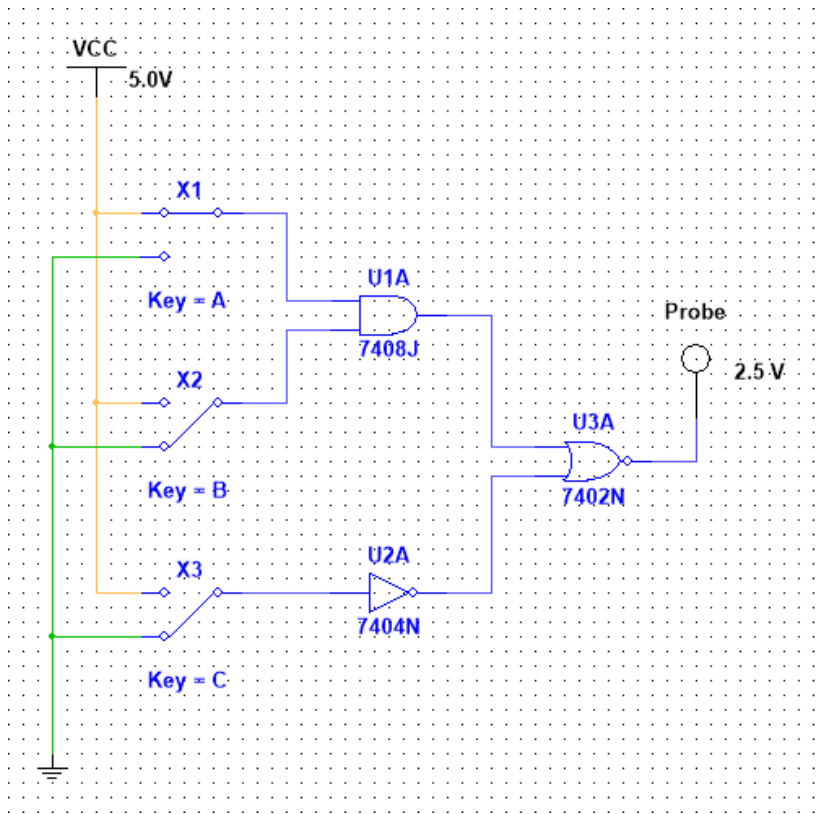 VCC
5.0V
X1
Key = A
U1A
7408J
Probe
2.5 V
X2
Key = B
U3A
7402N
X3
U2A
7404N
Key = C